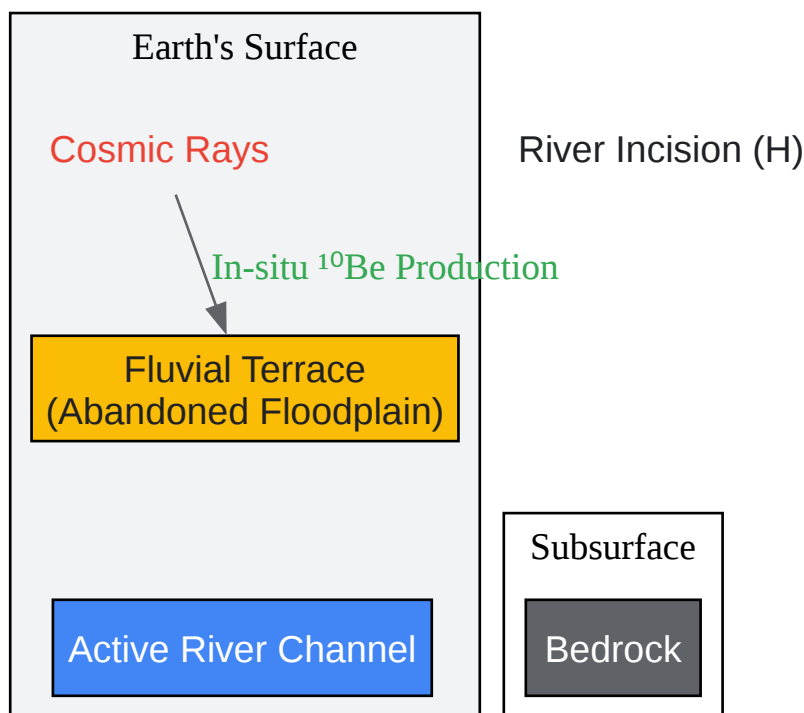 Earth's Surface
Cosmic Rays
River Incision (H)
In-situ ¹⁰Be Production
Fluvial Terrace
(Abandoned Floodplain)
Subsurface
Active River Channel
Bedrock